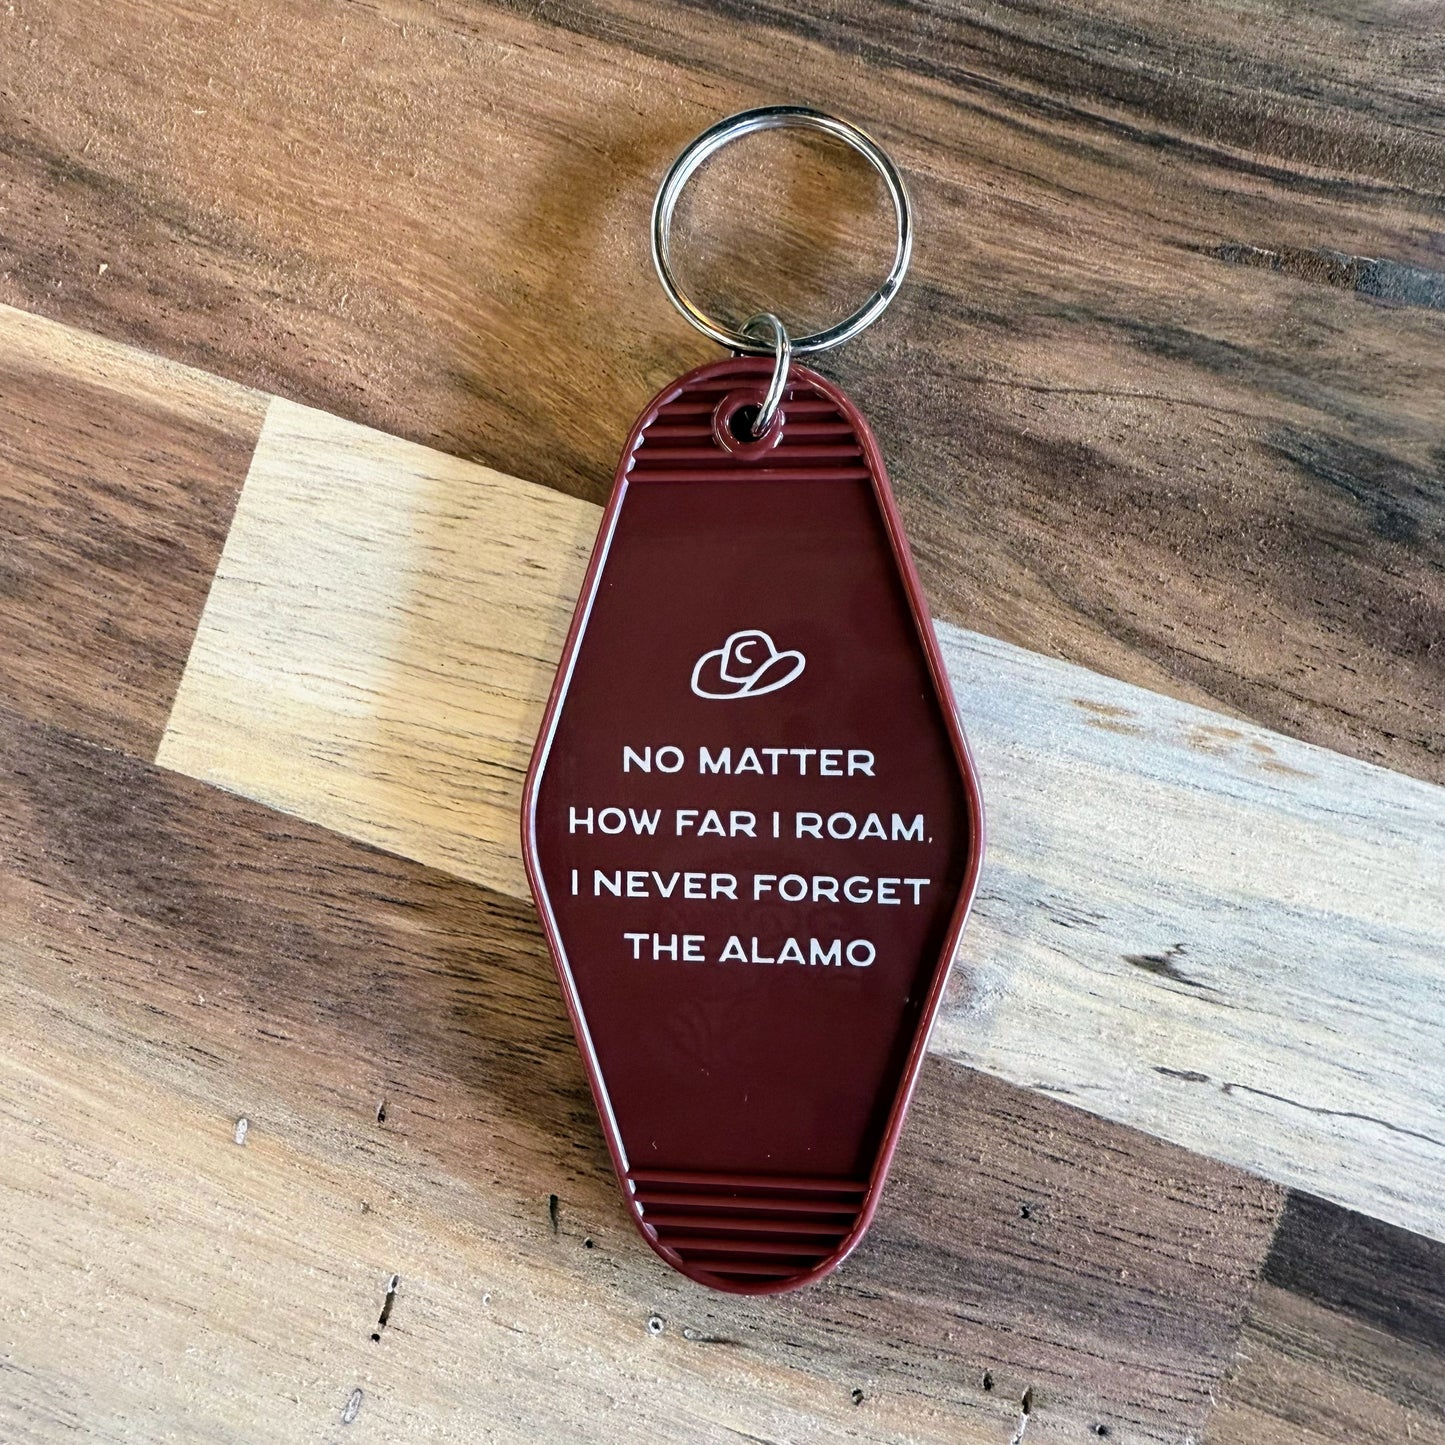 NO MATTER
HOW FAR I ROAM,
I NEVER FORGET
THE ALAMO